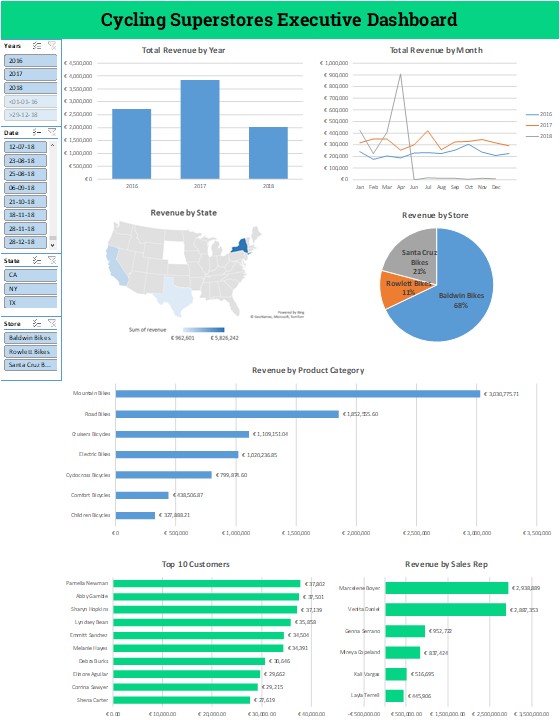 Cycling Superstores Executive Dashboard
Years
2016
2017
2018
<01-01-16
>29-12-18
Date
12-07-18
23-08-18
25-08-18
06-09-18
21-10-18
18-11-18
28-11-18
28-12-18
State
CA
NY
TX
Store
Baldwin Bikes
Rowlett Bikes
Santa Cruz B...
Total Revenue by Year
€ 4,500,000
€ 4,000,000
€ 3,500,000
€ 3,000,000
€ 2,500,000
€ 2,000,000
€ 1,500,000
€ 1,000,000
€ 500,000
€ 0
2016 2017 2018
Total Revenue by Month
€ 1,000,000
€ 900,000
€ 800,000
€ 700,000
€ 600,000
€ 500,000
€ 400,000
€ 300,000
€ 200,000
€ 100,000
€ 0
Jan Feb Mar Apr Jun Jul Aug Sep Oct Nov Dec
2016
2017
2018
Revenue by State
Sum of revenue
€ 962,601 € 5,826,242
Powered by Bing
© GeoNames, Microsoft, TomTom
Revenue by Store
Santa Cruz
Bikes
21%
Rowlett Bikes
11%
Baldwin Bikes
68%
Revenue by Product Category
Mountain Bikes € 3,030,775.71
Road Bikes € 1,852,555.60
Cruisers Bicycles € 1,109,151.04
Electric Bikes € 1,020,236.85
Cyclocross Bicycles € 799,874.60
Comfort Bicycles € 438,506.87
Children Bicycles € 327,888.21
€ 0 € 500,000 € 1,000,000 € 1,500,000 € 2,000,000 € 2,500,000 € 3,000,000 € 3,500,000
Top 10 Customers
Pamelia Newman € 37,802
Abby Gamble € 37,501
Sharyn Hopkins € 37,139
Lyndsey Bean € 35,858
Emmitt Sanchez € 34,504
Melanie Hayes € 34,391
Debra Burks € 30,646
Elinore Aguilar € 29,662
Corrina Sawyer € 29,215
Shena Carter € 27,619
€ 0.00 € 10,000.00 € 20,000.00 € 30,000.00 € 40,000.00
Revenue by Sales Rep
Marcelene Boyer € 2,938,889
Venita Daniel € 2,887,353
Genna Serrano € 952,722
Mireya Copeland € 837,424
Kali Vargas € 516,695
Layla Terrell € 445,906
-€ 500,000.00 € 500,000.00 € 1,500,000.00 € 2,500,000.00 € 3,500,000.00